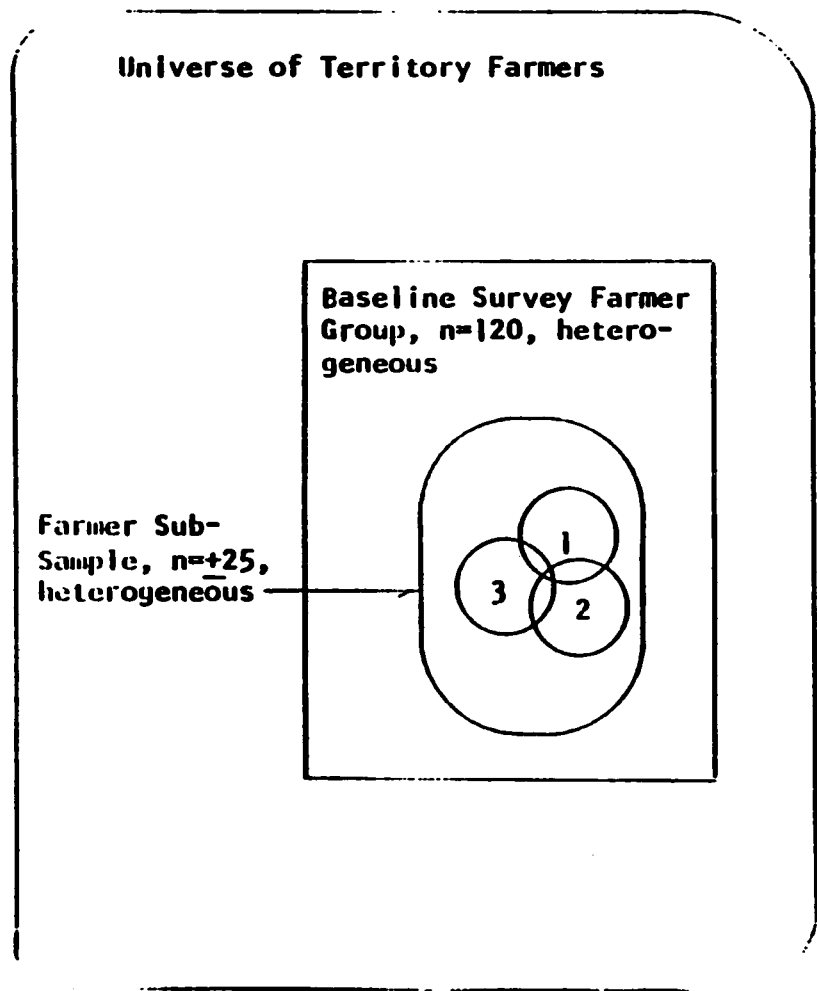 Universe of Territory Farmers
Baseline Survey Farmer
Group, n=120, hetero-
geneous
Farmer Sub-
Sample, n=±25,
heterogeneous
1
3
2